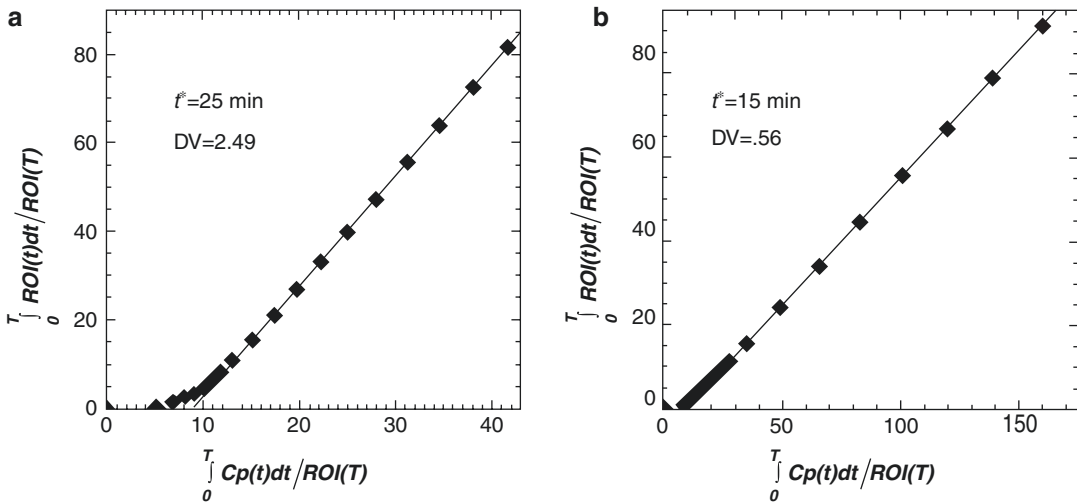 a
80
60
40
20
0
0
10
20
30
40
t*=25 min
DV=2.49
T
∫ ROI(t)dt/ROI(T)
0
T
∫ Cp(t)dt/ROI(T)
0
b
80
60
40
20
0
0
50
100
150
t*=15 min
DV=.56
T
∫ ROI(t)dt/ROI(T)
0
T
∫ Cp(t)dt/ROI(T)
0